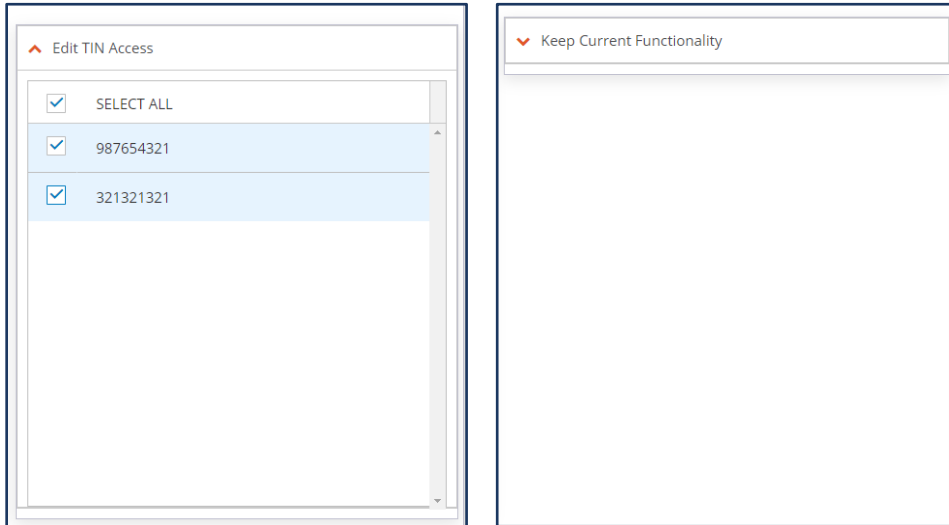 Edit TIN Access
SELECT ALL
987654321
321321321
Keep Current Functionality